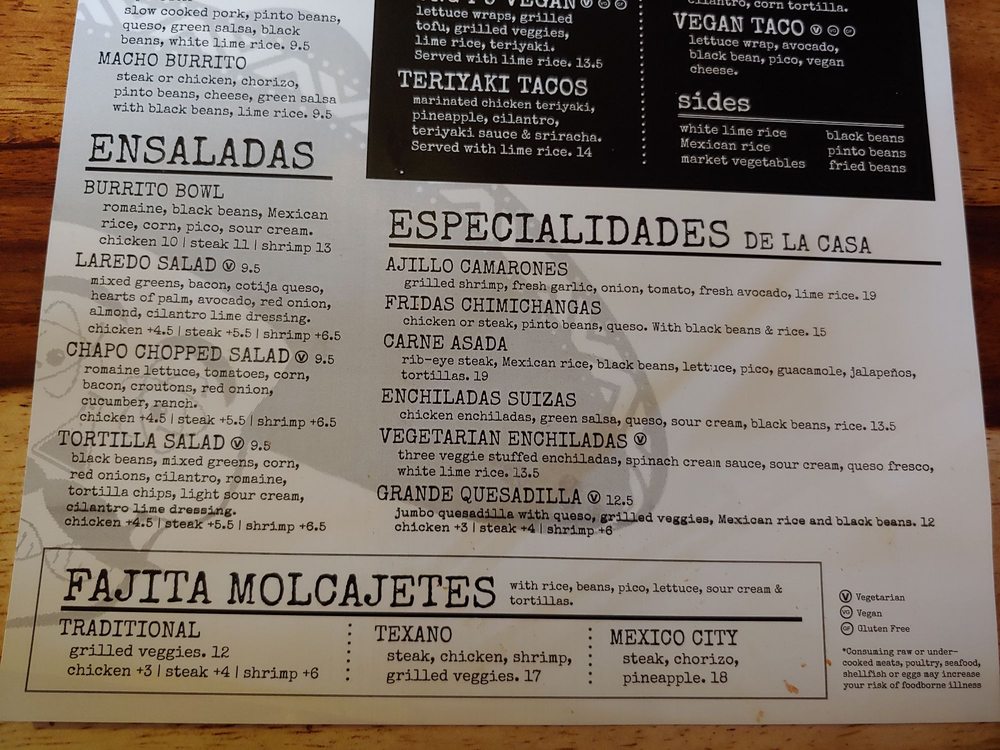 slow cooked pork, pinto beans,
queso, green salsa, black
beans, white lime rice. 9.5
MACHO BURRITO
steak or chicken, chorizo,
pinto beans, cheese, green salsa
with black beans, lime rice. 9.5
ENSALADAS
BURRITO BOWL
romaine, black beans, Mexican
rice, corn, pico, sour cream.
chicken 10 | steak 11 | shrimp 13
LAREDO SALAD V 9.5
mixed greens, bacon, cotija queso,
hearts of palm, avocado, red onion,
almond, cilantro lime dressing.
chicken +4.5 | steak +5.5 | shrimp +6.5
CHAPO CHOPPED SALAD V 9.5
romaine lettuce, tomatoes, corn,
bacon, croutons, red onion,
cucumber, ranch.
chicken +4.5 | steak +5.5 | shrimp +6.5
TORTILLA SALAD V 9.5
black beans, mixed greens, corn,
red onions, cilantro, romaine,
tortilla chips, light sour cream,
cilantro lime dressing.
chicken +4.5 | steak +5.5 | shrimp +6.5
VEGAN V VG GF
lettuce wraps, grilled
tofu, grilled veggies,
lime rice, teriyaki.
Served with lime rice. 13.5
TERIYAKI TACOS
marinated chicken teriyaki,
pineapple, cilantro,
teriyaki sauce & sriracha.
Served with lime rice. 14
cilantro, corn tortilla.
VEGAN TACO V VG GF
lettuce wrap, avocado,
black bean, pico, vegan
cheese.
sides
white lime rice
Mexican rice
market vegetables
black beans
pinto beans
fried beans
ESPECIALIDADES DE LA CASA
AJILLO CAMARONES
grilled shrimp, fresh garlic, onion, tomato, fresh avocado, lime rice. 19
FRIDAS CHIMICHANGAS
chicken or steak, pinto beans, queso. With black beans & rice. 15
CARNE ASADA
rib-eye steak, Mexican rice, black beans, lettuce, pico, guacamole, jalapeños,
tortillas. 19
ENCHILADAS SUIZAS
chicken enchiladas, green salsa, queso, sour cream, black beans, rice. 13.5
VEGETARIAN ENCHILADAS V
three veggie stuffed enchiladas, spinach cream sauce, sour cream, queso fresco,
white lime rice. 13.5
GRANDE QUESADILLA V 12.5
jumbo quesadilla with queso, grilled veggies, Mexican rice and black beans. 12
chicken +3 | steak +4 | shrimp +6
FAJITA MOLCAJETES with rice, beans, pico, lettuce, sour cream &
tortillas.
TRADITIONAL
grilled veggies. 12
chicken +3 | steak +4 | shrimp +6
TEXANO
steak, chicken, shrimp,
grilled veggies. 17
MEXICO CITY
steak, chorizo,
pineapple. 18
V Vegetarian
VG Vegan
GF Gluten Free
*Consuming raw or under-
cooked meats, poultry, seafood,
shellfish or eggs may increase
your risk of foodborne illness